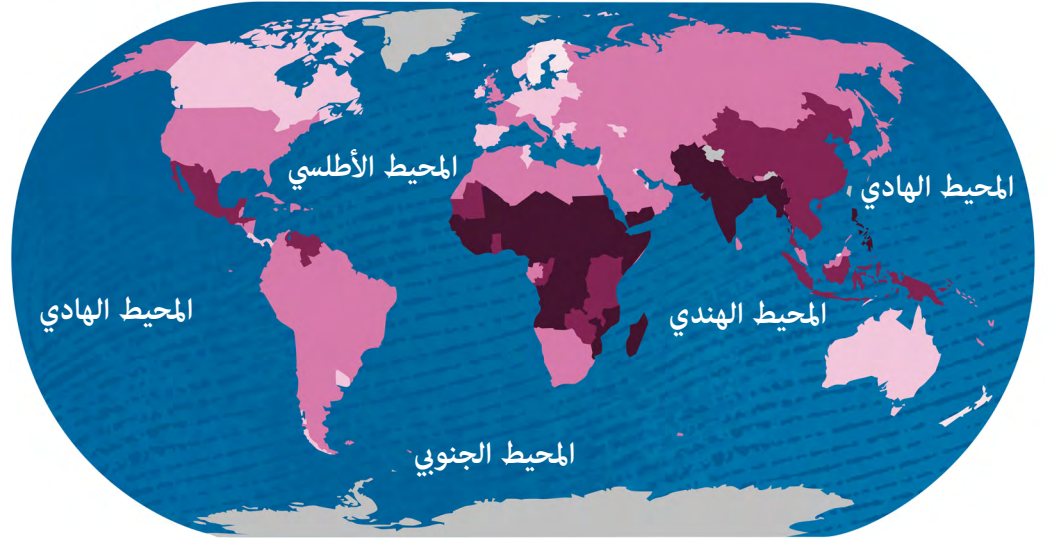 المحيط الأطلسي
المحيط الهادي
المحيط الهادي
المحيط الهندي
المحيط الجنوبي